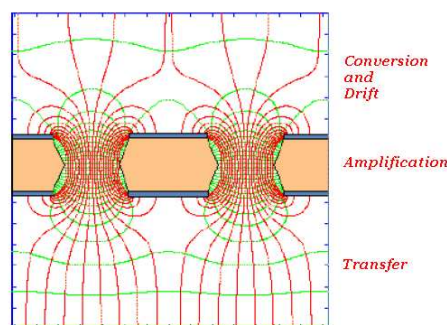 Conversion
and
Drift
Amplification
Transfer